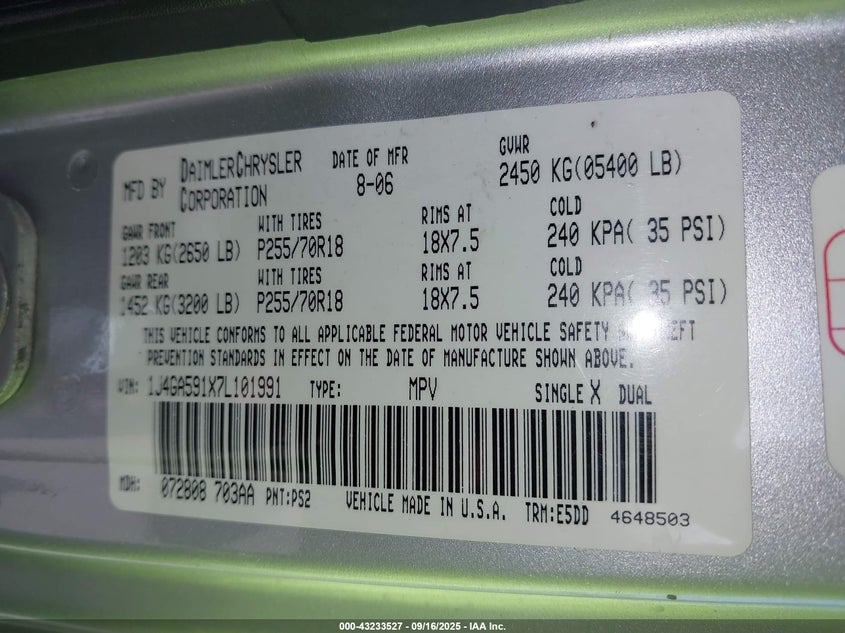 MFD BY DAIMLERCHRYSLER CORPORATION DATE OF MFR 8-06 GVWR 2450 KG(05400 LB)
GAWR FRONT WITH TIRES RIMS AT COLD
1203 KG(2650 LB) P255/70R18 18X7.5 240 KPA( 35 PSI)
GAWR REAR WITH TIRES RIMS AT COLD
1452 KG(3200 LB) P255/70R18 18X7.5 240 KPA( 35 PSI)
THIS VEHICLE CONFORMS TO ALL APPLICABLE FEDERAL MOTOR VEHICLE SAFETY AND THEFT
PREVENTION STANDARDS IN EFFECT ON THE DATE OF MANUFACTURE SHOWN ABOVE.
VIN: 1J4GA591X7L101991 TYPE: MPV SINGLE X DUAL
MDH: 072808 703AA PNT:PS2 VEHICLE MADE IN U.S.A. TRM:E5DD 4648503
000-43233527 - 09/16/2025 - IAA Inc.